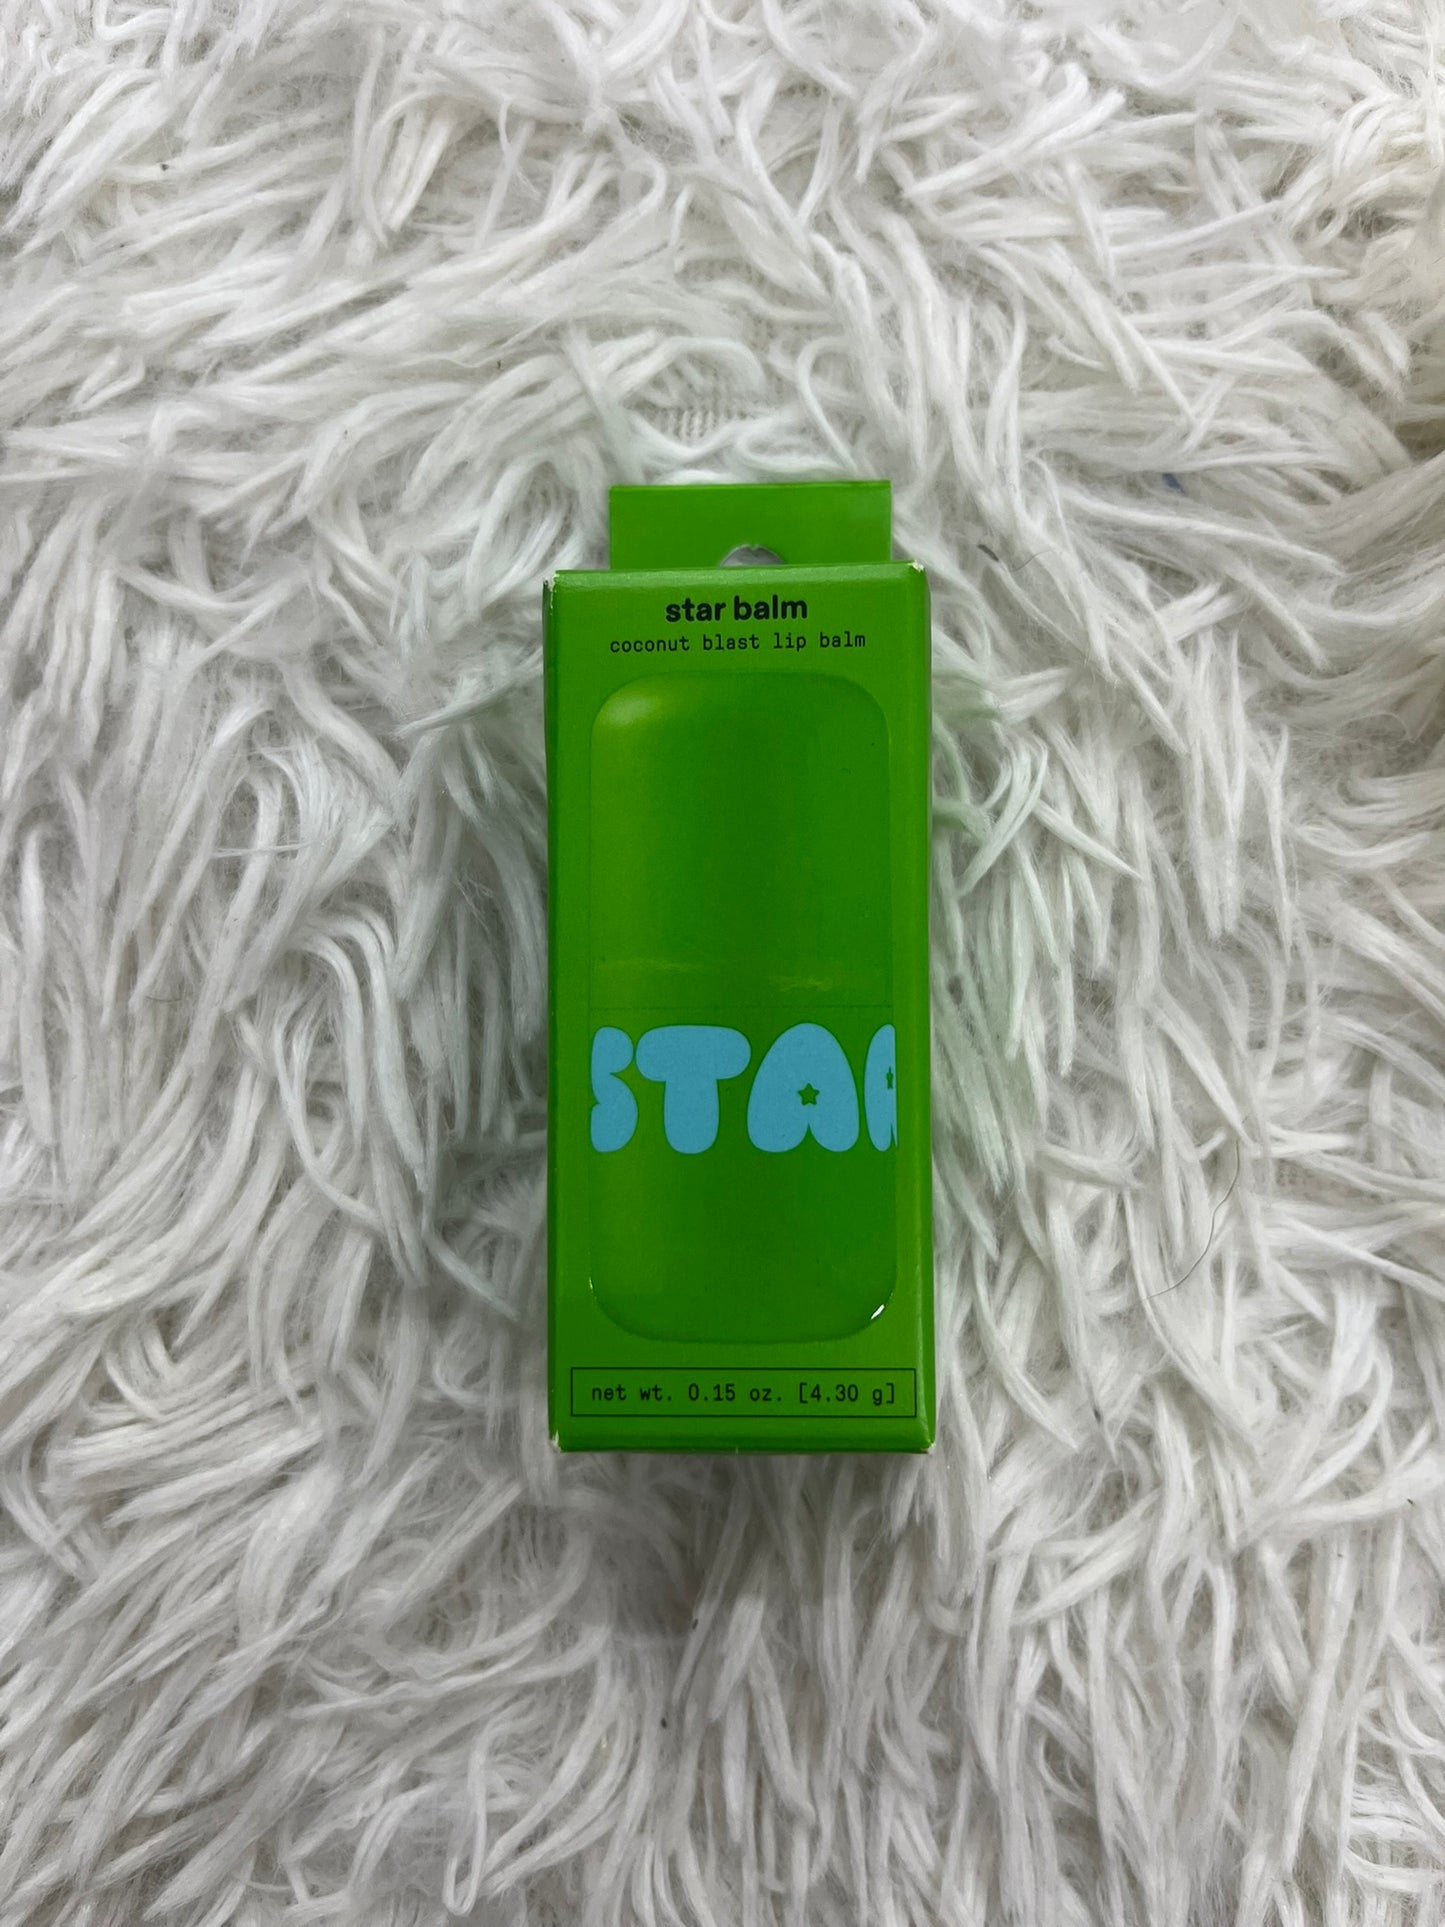 star balm
coconut blast lip balm
STAR
net wt. 0.15 oz. [4.30 g]